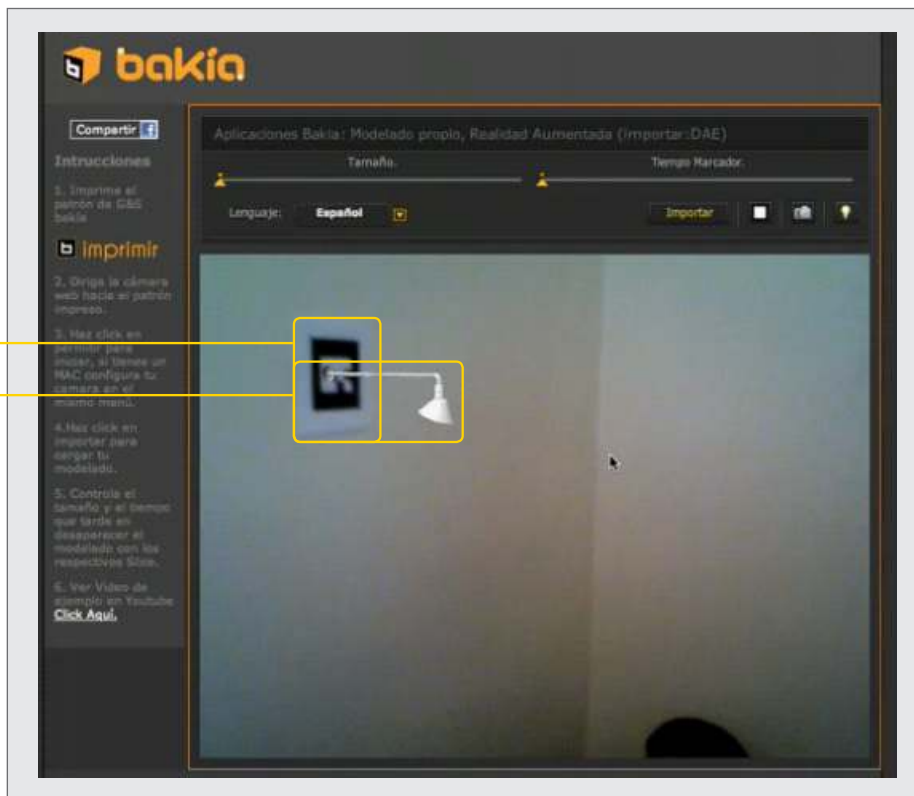 bakía
Compartir
Intrucciones
1. Imprime el
patrón de G&S
bakia
imprimir
2. Dirige la cámara
web hacia el patrón
impreso.
3. Haz click en
permitir para
iniciar, si tienes un
MAC configura tu
camara en el
mismo menú.
4.Haz click en
importar para
cargar tu
modelado.
5. Controla el
tamaño y el tiempo
que tarde en
desaparecer el
modelado con los
respectivos
6. Ver Video de
ejemplo en Youtube
Click Aquí.
Aplicaciones Bakia: Modelado propio, Realidad Aumentada (Importar:DAE)
Tamaño.
Tiempo Marcador.
Lenguaje:
Español
Importar